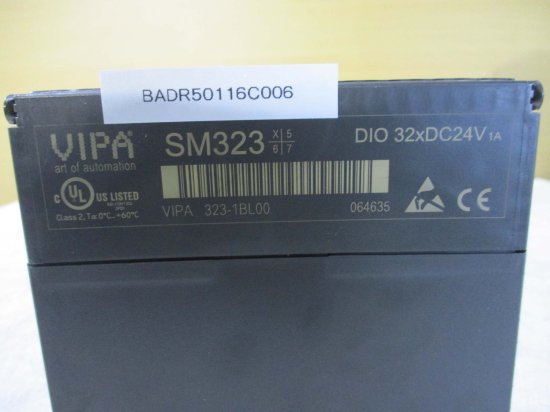 BADR50116C006
VIPA SM323 X 5 DIO 32xDC24V 1A
art of automation 6 7
C UL US LISTED
Class 2, Ta: 0°C...+60°C
VIPA 323-1BL00 064635 CE